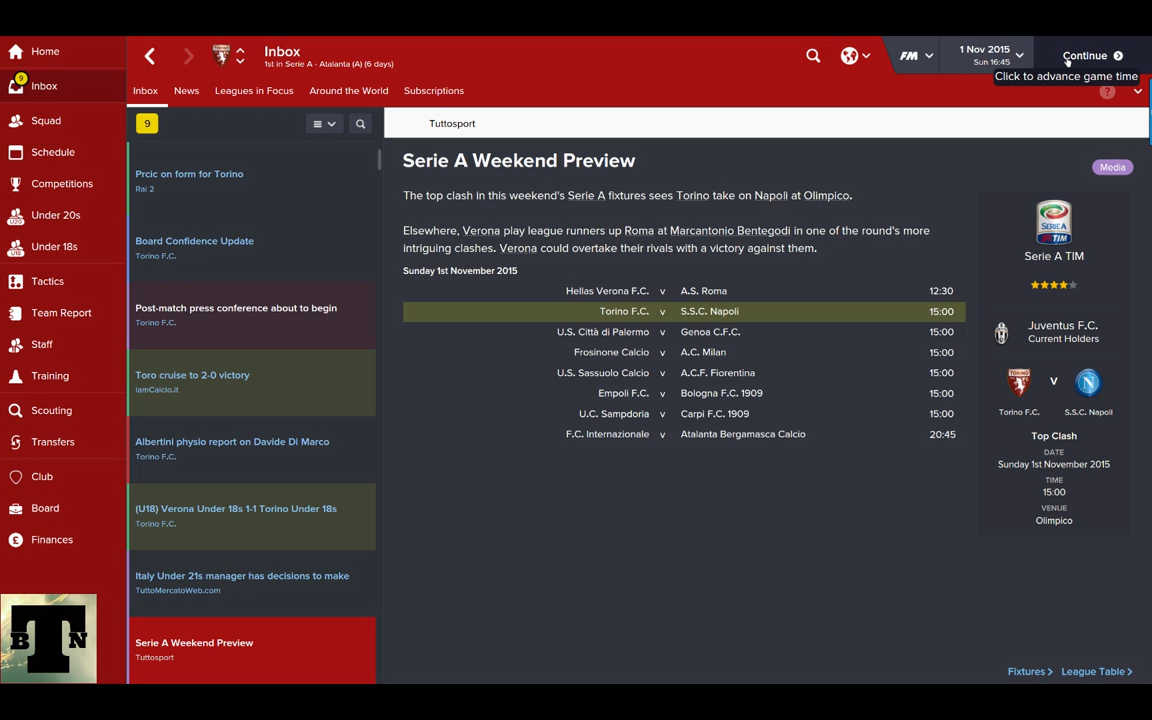 Home
Inbox
1st in Serie A - Atalanta (A) (6 days)
FM
1 Nov 2015
Sun 16:45
Continue
Click to advance game time
9
Inbox
Inbox
News
Leagues in Focus
Around the World
Subscriptions
?
Squad
Schedule
Competitions
U20s
Under 20s
U18s
Under 18s
Tactics
Team Report
Staff
Training
Scouting
Transfers
Club
Board
£
Finances
B T N
9
Prcic on form for Torino
Rai 2
Board Confidence Update
Torino F.C.
Post-match press conference about to begin
Torino F.C.
Toro cruise to 2-0 victory
IamCalcio.it
Albertini physio report on Davide Di Marco
Torino F.C.
(U18) Verona Under 18s 1-1 Torino Under 18s
Torino F.C.
Italy Under 21s manager has decisions to make
TuttoMercatoWeb.com
Serie A Weekend Preview
Tuttosport
Tuttosport
Serie A Weekend Preview
Media
The top clash in this weekend's Serie A fixtures sees Torino take on Napoli at Olimpico.
Elsewhere, Verona play league runners up Roma at Marcantonio Bentegodi in one of the round's more
intriguing clashes. Verona could overtake their rivals with a victory against them.
Sunday 1st November 2015
Hellas Verona F.C. v A.S. Roma 12:30
Torino F.C. v S.S.C. Napoli 15:00
U.S. Città di Palermo v Genoa C.F.C. 15:00
Frosinone Calcio v A.C. Milan 15:00
U.S. Sassuolo Calcio v A.C.F. Fiorentina 15:00
Empoli F.C. v Bologna F.C. 1909 15:00
U.C. Sampdoria v Carpi F.C. 1909 15:00
F.C. Internazionale v Atalanta Bergamasca Calcio 20:45
SERIE A
TIM
Serie A TIM
Juventus F.C.
Current Holders
V
Torino F.C.
S.S.C. Napoli
Top Clash
DATE
Sunday 1st November 2015
TIME
15:00
VENUE
Olimpico
Fixtures >
League Table >